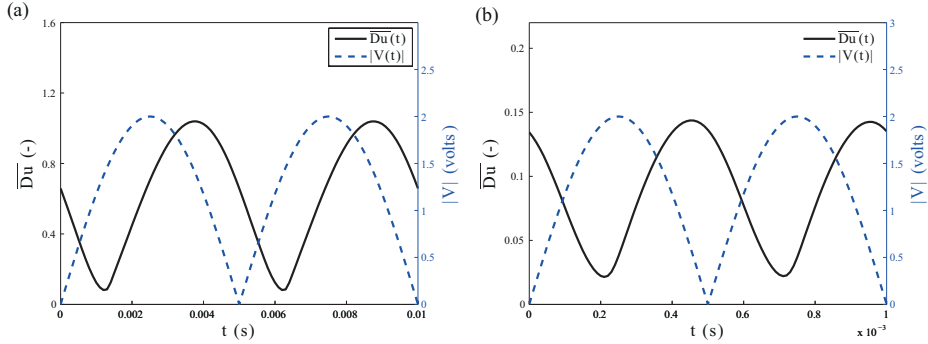 (a)
1.6
1.2
0.8
0.4
0
Du (-)
0
0.002
0.004
0.006
0.008
0.01
t (s)
Du(t)
|V(t)|
2.5
2
1.5
1
0.5
0
|V| (volts)
(b)
0.2
0.15
0.1
0.05
0
Du (-)
0
0.2
0.4
0.6
0.8
1
x 10⁻³
t (s)
Du(t)
|V(t)|
3
2.5
2
1.5
1
0.5
0
|V| (volts)